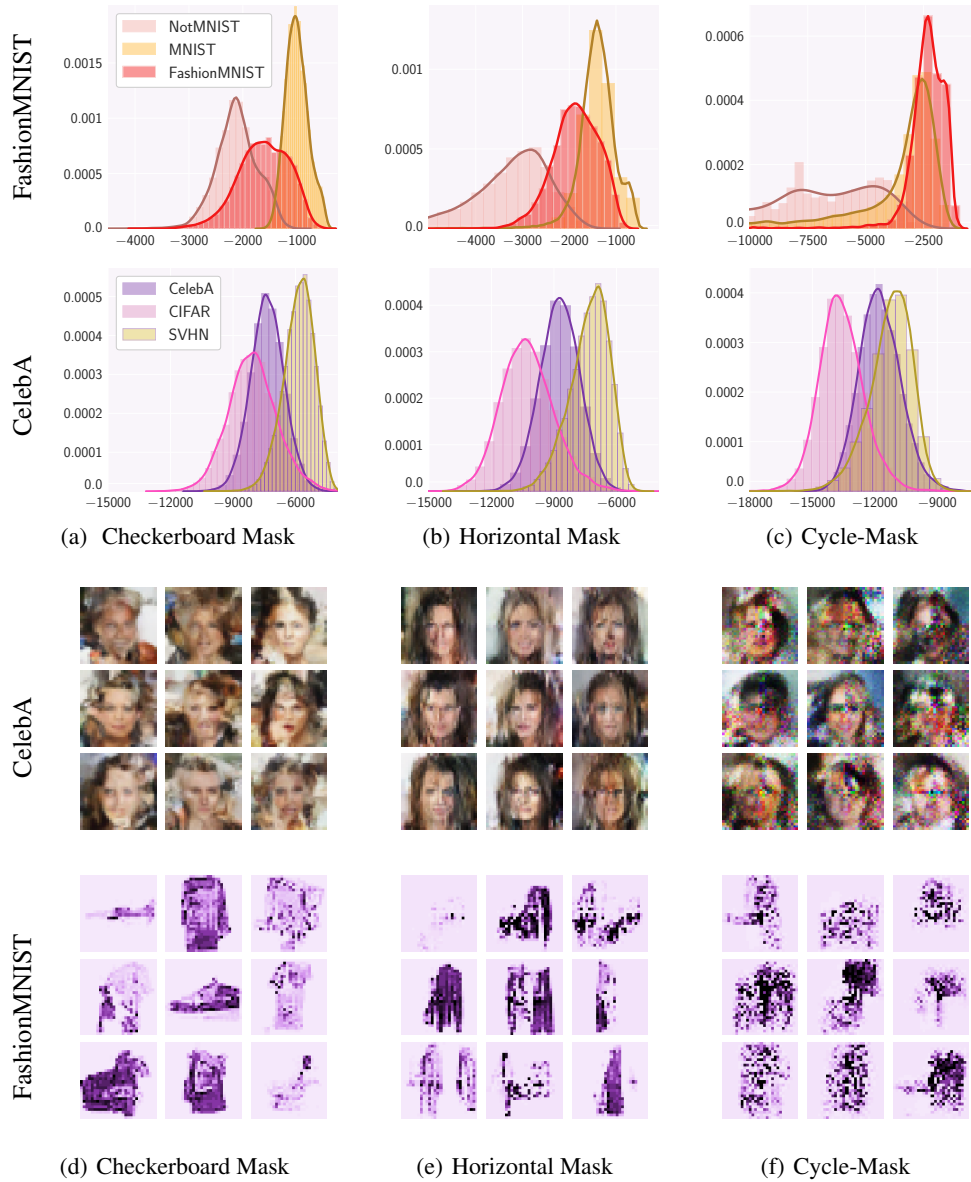 FashionMNIST
NotMNIST
MNIST
FashionMNIST
0.0015
0.001
0.0005
0.0
−4000 −3000 −2000 −1000
0.001
0.0005
0.0
−4000 −3000 −2000 −1000
0.0006
0.0004
0.0002
0.0
−10000 −7500 −5000 −2500
CelebA
CelebA
CIFAR
SVHN
0.0005
0.0004
0.0003
0.0002
0.0001
0.0
−15000 −12000 −9000 −6000
0.0004
0.0003
0.0002
0.0001
0.0
−15000 −12000 −9000 −6000
0.0004
0.0003
0.0002
0.0001
0.0
−18000 −15000 −12000 −9000
(a) Checkerboard Mask
(b) Horizontal Mask
(c) Cycle-Mask
CelebA
FashionMNIST
(d) Checkerboard Mask
(e) Horizontal Mask
(f) Cycle-Mask